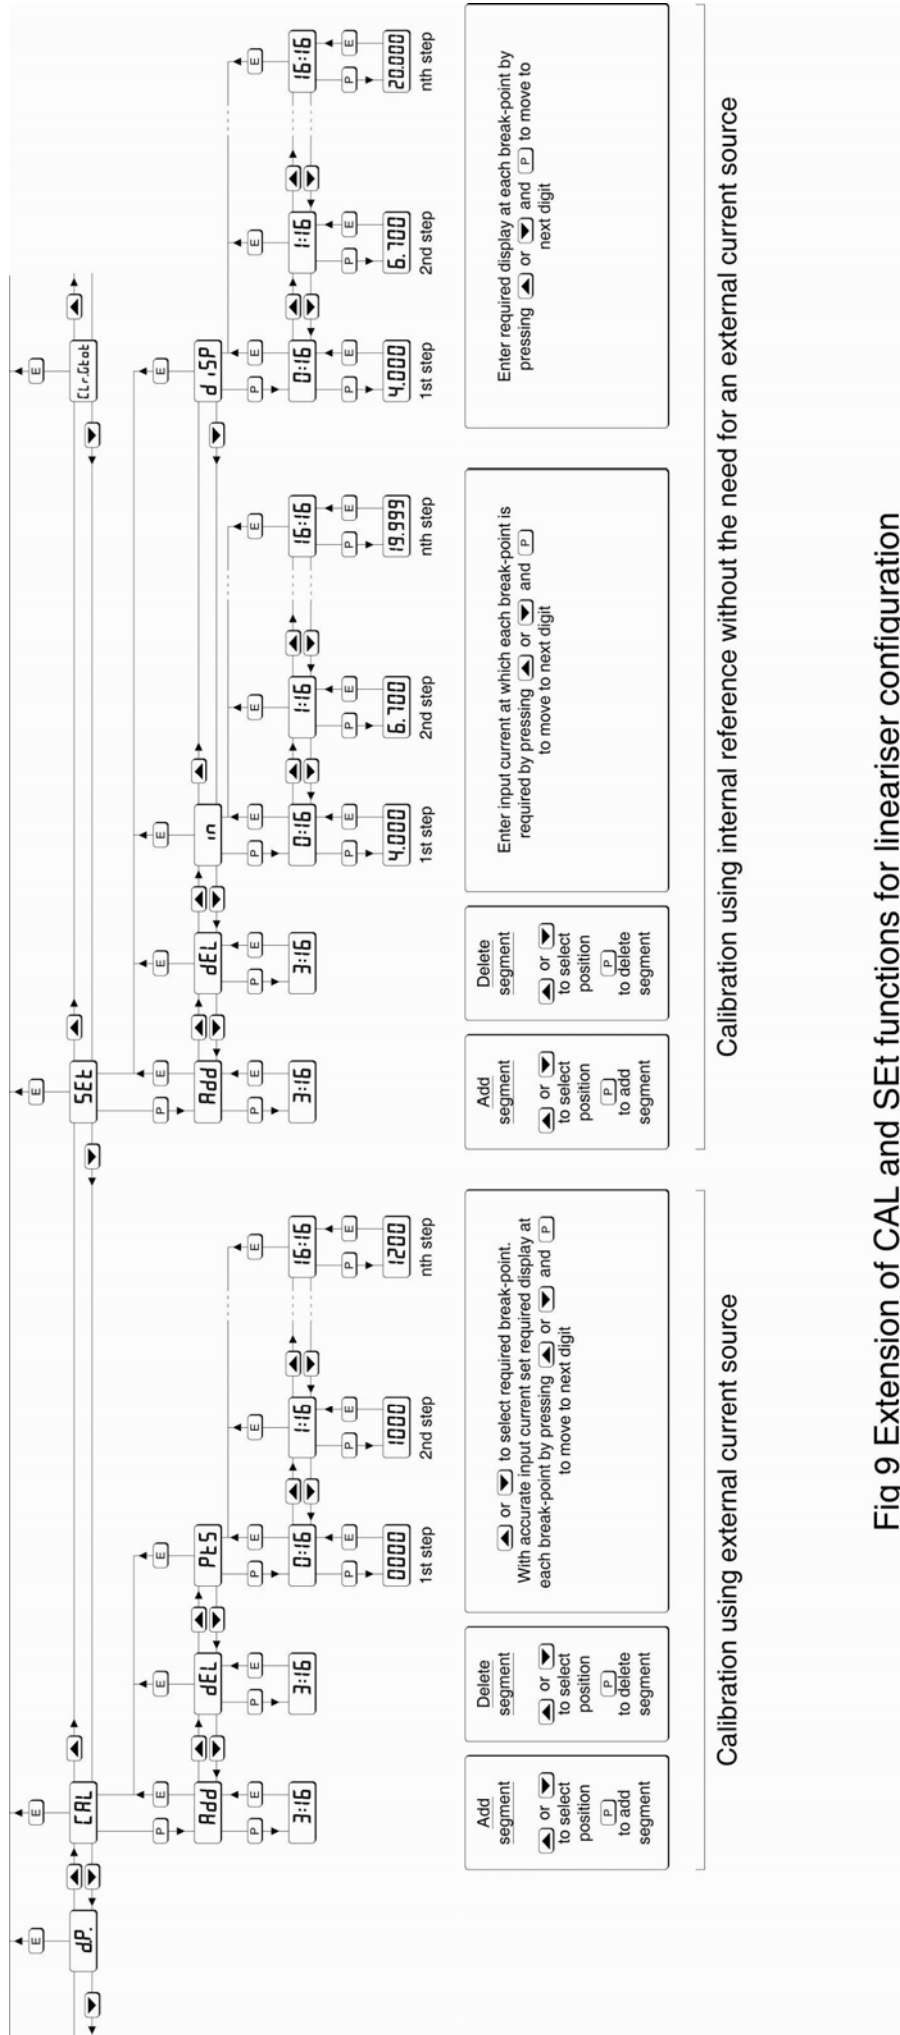 E
E
E
E
dP.
CAL
SEt
CLr.Gtot
P
E
E
E
P
E
E
E
E
Add
dEL
PtS
Add
dEL
in
d iSP
P
E
P
E
P
E
E
E
P
E
P
E
P
E
E
E
P
E
E
E
3:16
3:16
0:16
1:16
16:16
3:16
3:16
0:16
1:16
16:16
0:16
1:16
16:16
P
E
P
E
P
E
P
E
P
E
P
E
P
E
P
E
P
E
0000
1000
1200
4.000
6.700
19.999
4.000
6.700
20.000
1st step
2nd step
nth step
1st step
2nd step
nth step
1st step
2nd step
nth step
Add
segment
▲ or ▼
to select
position
P
to add
segment
Delete
segment
▲ or ▼
to select
position
P
to delete
segment
▲ or ▼ to select required break-point.
With accurate input current set required display at
each break-point by pressing ▲ or ▼ and P
to move to next digit
Add
segment
▲ or ▼
to select
position
P
to add
segment
Delete
segment
▲ or ▼
to select
position
P
to delete
segment
Enter input current at which each break-point is
required by pressing ▲ or ▼ and P
to move to next digit
Enter required display at each break-point by
pressing ▲ or ▼ and P to move to
next digit
Calibration using external current source
Calibration using internal reference without the need for an external current source
Fig 9 Extension of CAL and SEt functions for lineariser configuration